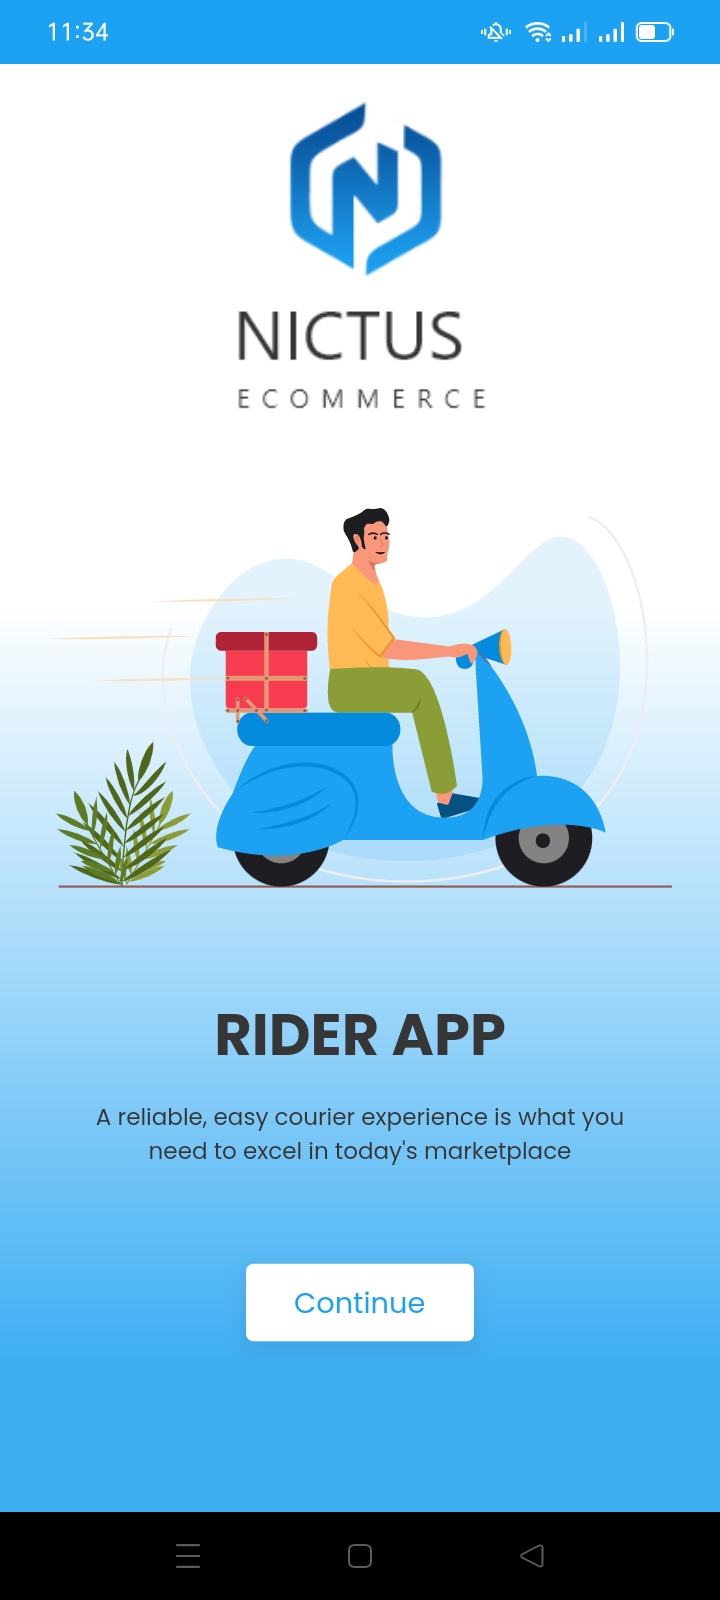 11:34
NICTUS
ECOMMERCE
RIDER APP
A reliable, easy courier experience is what you
need to excel in today's marketplace
Continue